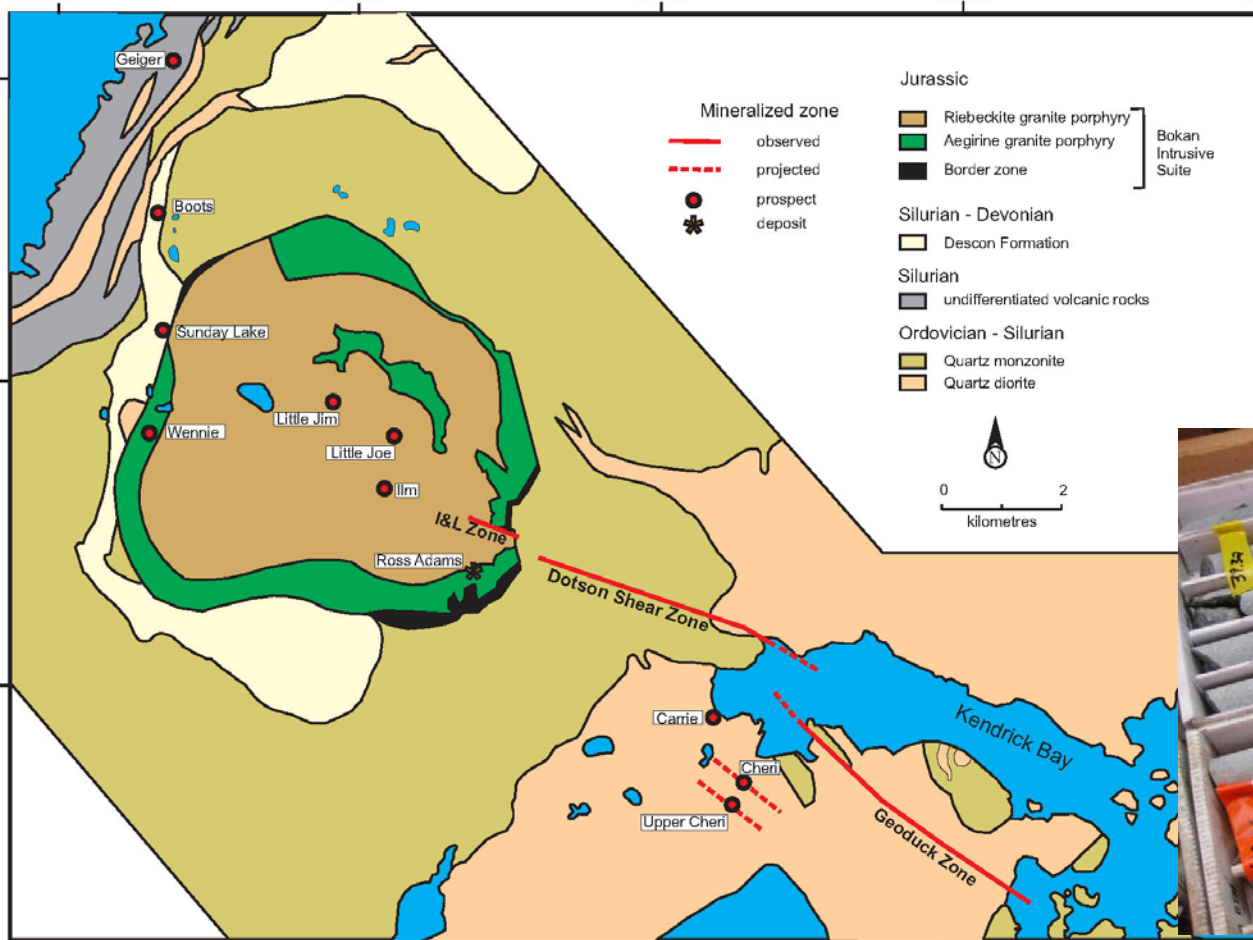 Geiger
Boots
Sunday Lake
Wennie
Little Jim
Little Joe
Ilm
I&L Zone
Ross Adams
Dotson Shear Zone
Carrie
Cheri
Upper Cheri
Kendrick Bay
Geoduck Zone
Mineralized zone
observed
projected
prospect
deposit
Jurassic
Riebeckite granite porphyry
Aegirine granite porphyry
Border zone
Bokan
Intrusive
Suite
Silurian - Devonian
Descon Formation
Silurian
undifferentiated volcanic rocks
Ordovician - Silurian
Quartz monzonite
Quartz diorite
N
0 2
kilometres